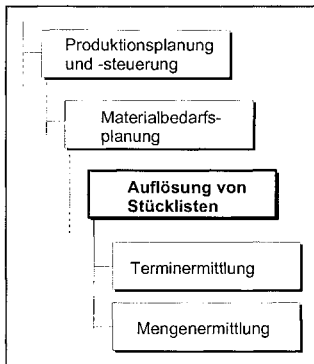 Produktionsplanung
und -steuerung
Materialbedarfs-
planung
Auflösung von
Stücklisten
Terminermittlung
Mengenermittlung